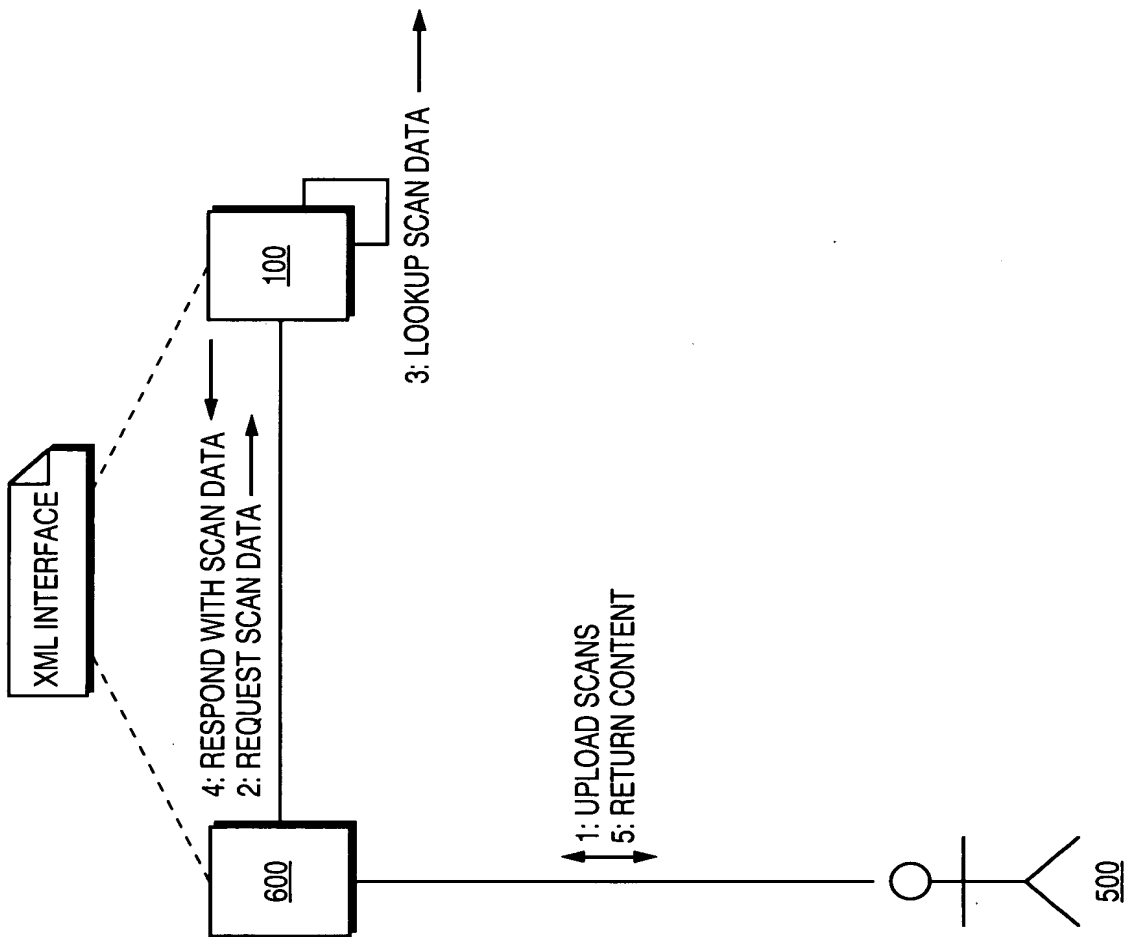 XML INTERFACE
4: RESPOND WITH SCAN DATA
2: REQUEST SCAN DATA
600
100
3: LOOKUP SCAN DATA
1: UPLOAD SCANS
5: RETURN CONTENT
500